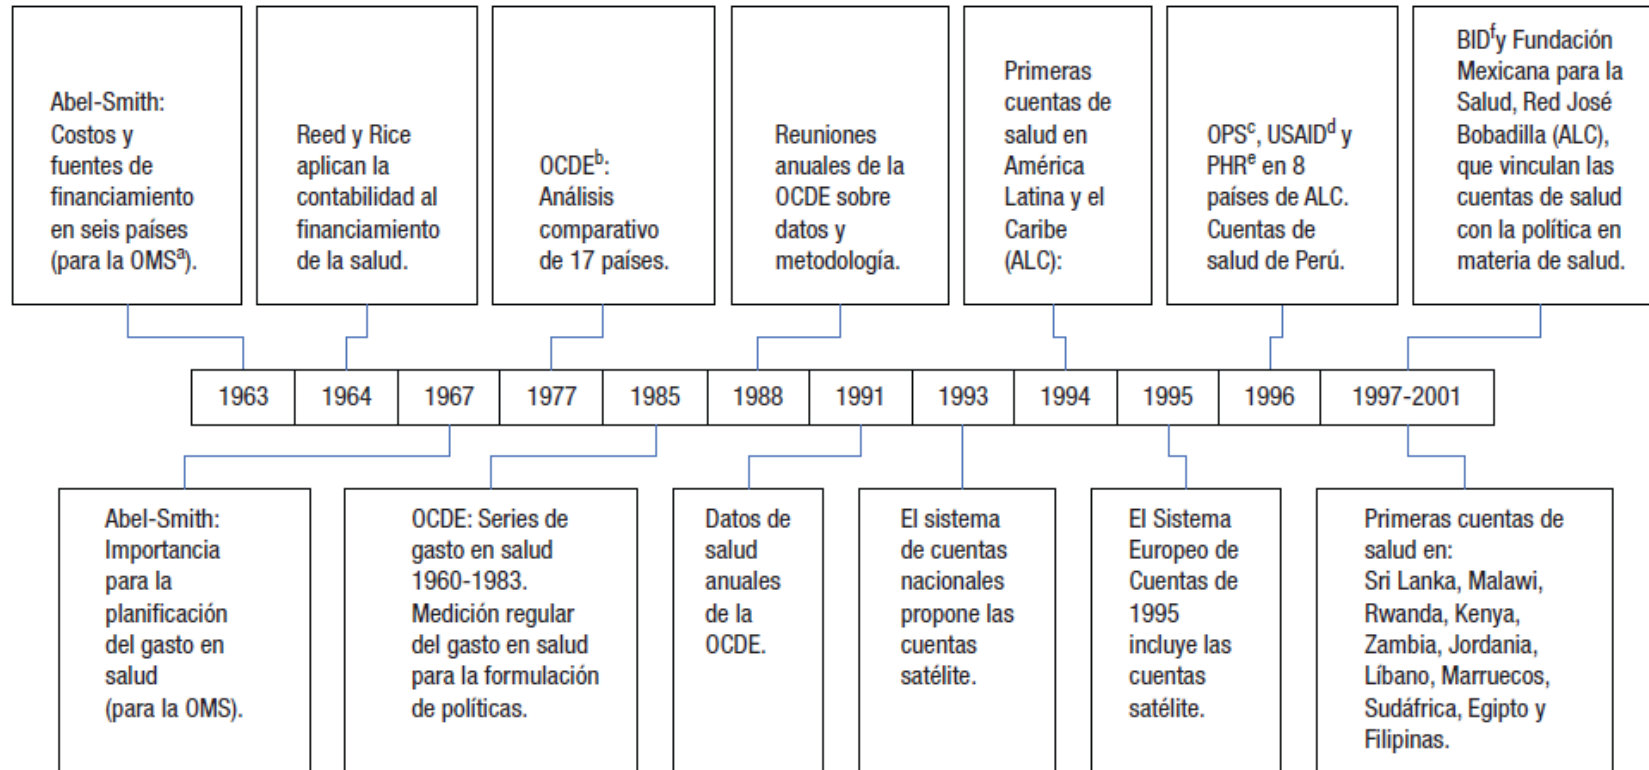 Abel-Smith:
Costos y
fuentes de
financiamiento
en seis países
(para la OMSᵃ).
Reed y Rice
aplican la
contabilidad al
financiamiento
de la salud.
OCDEᵇ:
Análisis
comparativo
de 17 países.
Reuniones
anuales de la
OCDE sobre
datos y
metodología.
Primeras
cuentas de
salud en
América
Latina y el
Caribe
(ALC):
OPSᶜ, USAIDᵈ y
PHRᵉ en 8
países de ALC.
Cuentas de
salud de Perú.
BIDᶠy Fundación
Mexicana para la
Salud, Red José
Bobadilla (ALC),
que vinculan las
cuentas de salud
con la política en
materia de salud.
1963 1964 1967 1977 1985 1988 1991 1993 1994 1995 1996 1997-2001
Abel-Smith:
Importancia
para la
planificación
del gasto en
salud
(para la OMS).
OCDE: Series de
gasto en salud
1960-1983.
Medición regular
del gasto en salud
para la formulación
de políticas.
Datos de
salud
anuales
de la
OCDE.
El sistema
de cuentas
nacionales
propone las
cuentas
satélite.
El Sistema
Europeo de
Cuentas de
1995
incluye las
cuentas
satélite.
Primeras cuentas de
salud en:
Sri Lanka, Malawi,
Rwanda, Kenya,
Zambia, Jordania,
Líbano, Marruecos,
Sudáfrica, Egipto y
Filipinas.